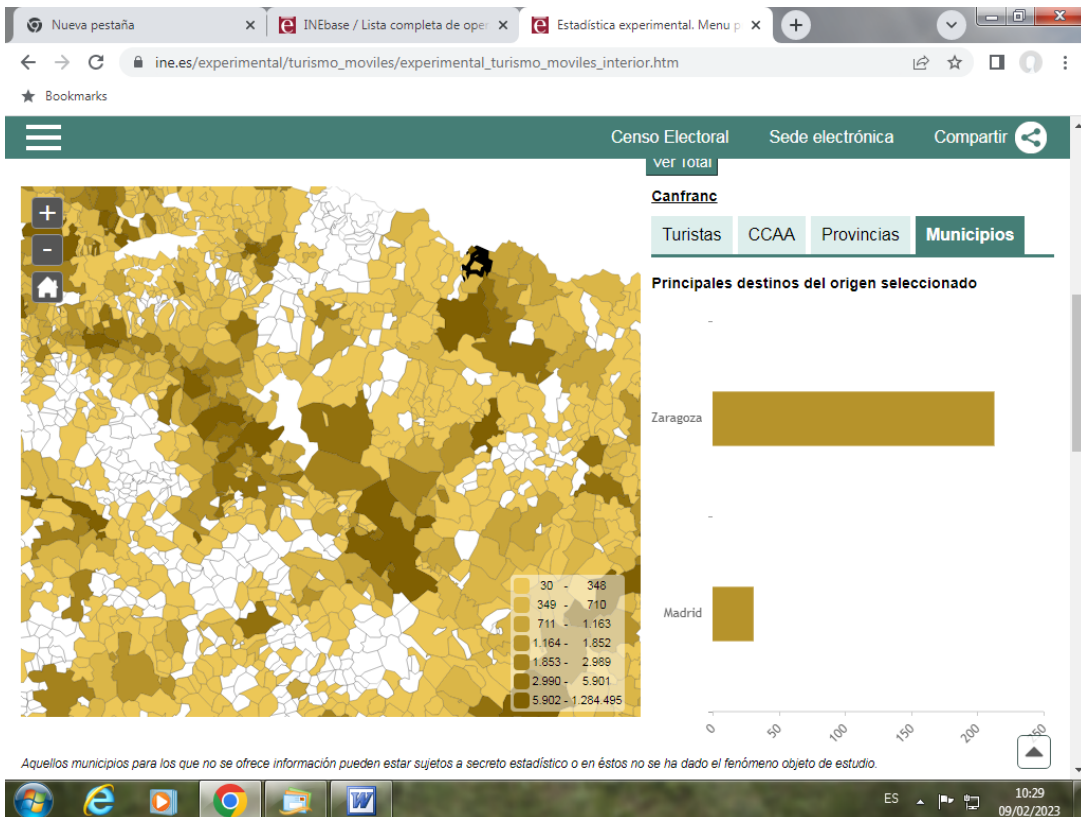 Nueva pestaña
INEbase / Lista completa de oper
Estadística experimental. Menu p
ine.es/experimental/turismo_moviles/experimental_turismo_moviles_interior.htm
Bookmarks
Censo Electoral Sede electrónica Compartir
Ver Total
+
-
Canfranc
Turistas CCAA Provincias Municipios
Principales destinos del origen seleccionado
Zaragoza
Madrid
0 50 100 150 200 250
30 - 348
349 - 710
711 - 1.163
1.164 - 1.852
1.853 - 2.989
2.990 - 5.901
5.902 - 1.284.495
Aquellos municipios para los que no se ofrece información pueden estar sujetos a secreto estadístico o en éstos no se ha dado el fenómeno objeto de estudio.
ES
10:29
09/02/2023